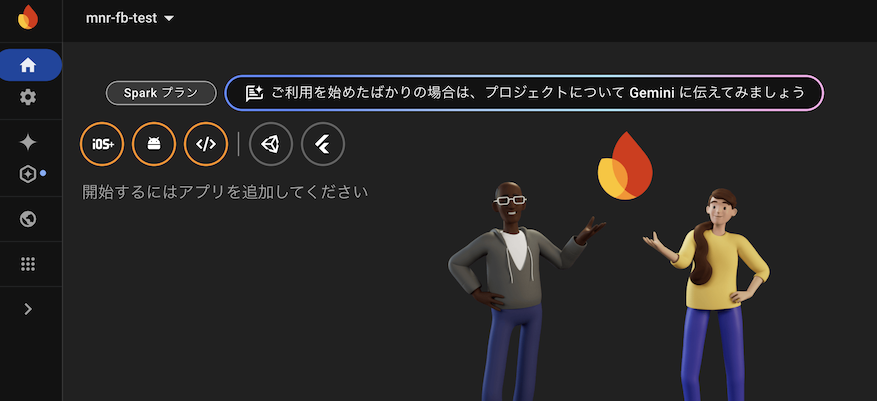 mnr-fb-test
Spark プラン
ご利用を始めたばかりの場合は、プロジェクトについて Gemini に伝えてみましょう
iOS+
開始するにはアプリを追加してください